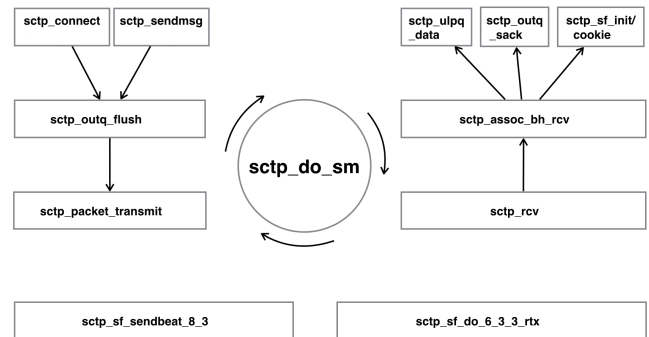 sctp_connect
sctp_sendmsg
sctp_ulpq
_data
sctp_outq
_sack
sctp_sf_init/
cookie
sctp_outq_flush
sctp_assoc_bh_rcv
sctp_do_sm
sctp_packet_transmit
sctp_rcv
sctp_sf_sendbeat_8_3
sctp_sf_do_6_3_3_rtx